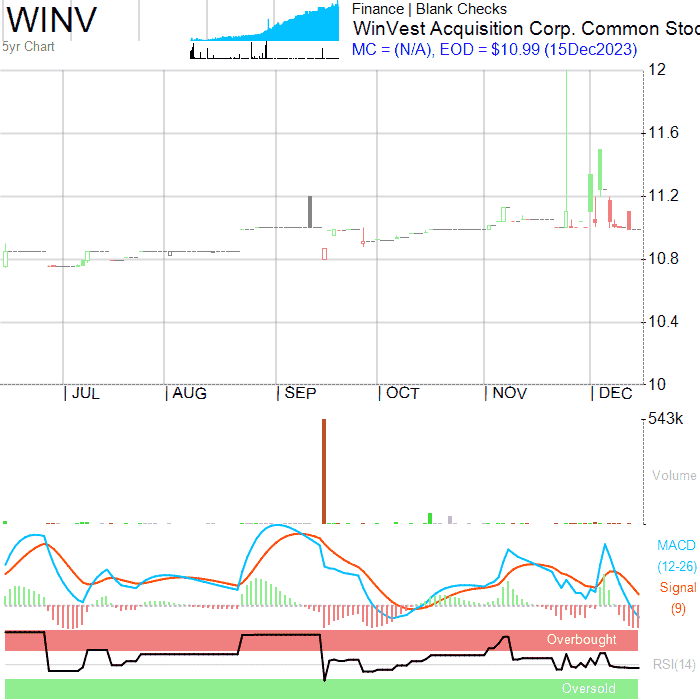 WINV
5yr Chart
Finance | Blank Checks
WinVest Acquisition Corp. Common Stoc
MC = (N/A), EOD = $10.99 (15Dec2023)
12
11.6
11.2
10.8
10.4
10
| JUL | AUG | SEP | OCT | NOV | DEC
543k
Volume
MACD
(12-26)
Signal
(9)
Overbought
RSI(14)
Oversold